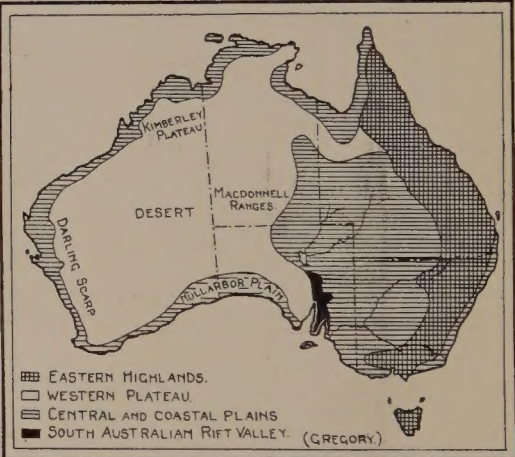 KIMBERLEY
PLATEAU
MACDONNELL
RANGES.
DESERT
DARLING SCARP
NULLARBOR PLAIN
EASTERN HIGHLANDS.
WESTERN PLATEAU.
CENTRAL AND COASTAL PLAINS
SOUTH AUSTRALIAN RIFT VALLEY. (GREGORY.)